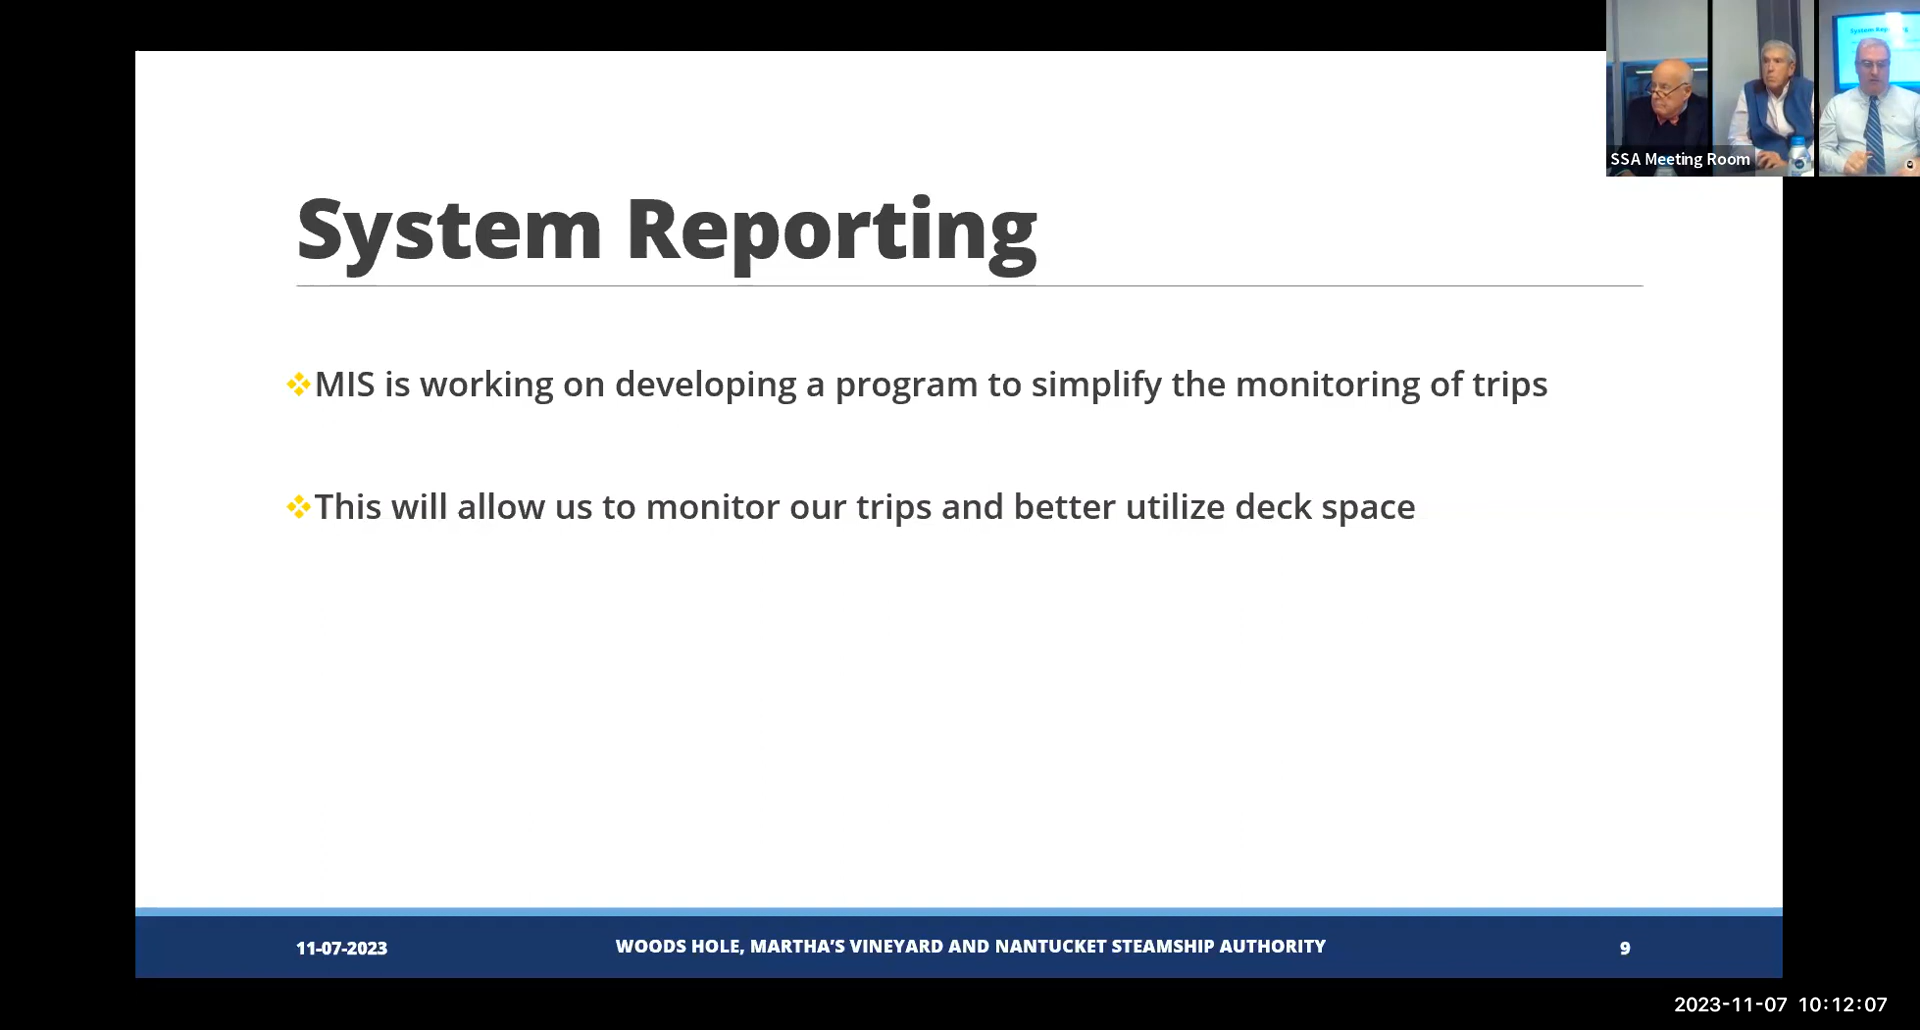 SSA Meeting Room
System Reporting
❖MIS is working on developing a program to simplify the monitoring of trips
❖This will allow us to monitor our trips and better utilize deck space
11-07-2023
WOODS HOLE, MARTHA’S VINEYARD AND NANTUCKET STEAMSHIP AUTHORITY
9
2023-11-07 10:12:07